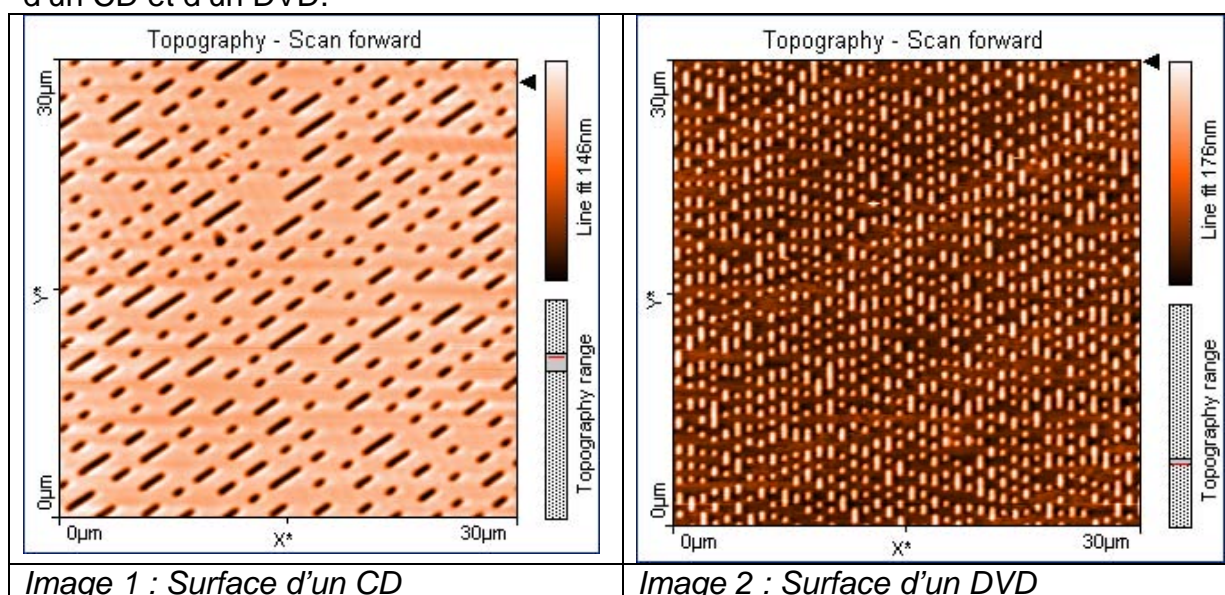 d'un CD et d'un DVD.
Topography - Scan forward
30µm
Y*
0µm
0µm
X*
30µm
Line fit 146nm
Topography range
Topography - Scan forward
30µm
Y*
0µm
0µm
X*
30µm
Line fit 176nm
Topography range
Image 1 : Surface d'un CD
Image 2 : Surface d'un DVD